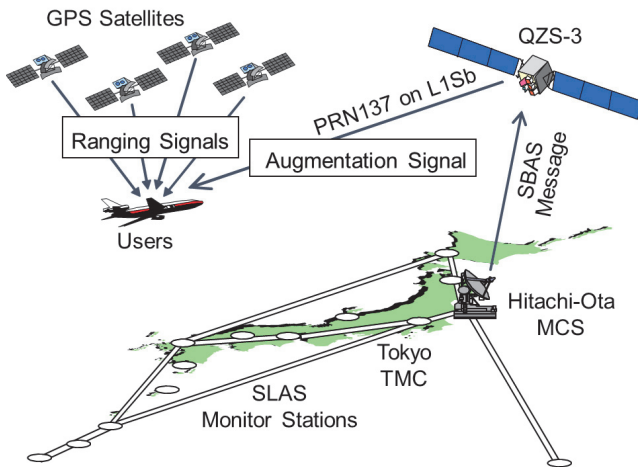 GPS Satellites
QZS-3
PRN137 on L1Sb
Ranging Signals
Augmentation Signal
SBAS
Message
Users
Hitachi-Ota
MCS
Tokyo
TMC
SLAS
Monitor Stations